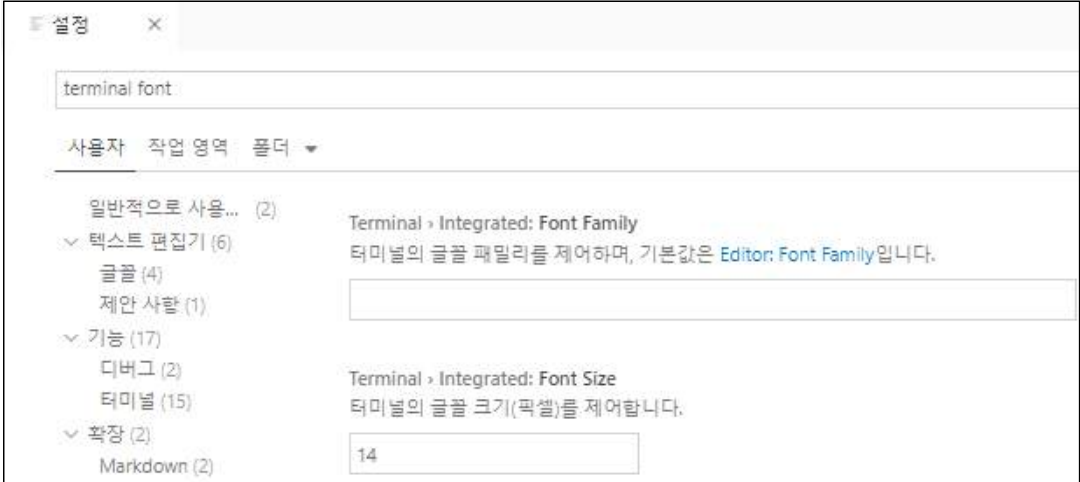 설정 ×
terminal font
사용자 작업 영역 폴더
일반적으로 사용... (2)
텍스트 편집기 (6)
글꼴 (4)
제안 사항 (1)
기능 (17)
디버그 (2)
터미널 (15)
확장 (2)
Markdown (2)
Terminal › Integrated: Font Family
터미널의 글꼴 패밀리를 제어하며, 기본값은 Editor: Font Family입니다.
Terminal › Integrated: Font Size
터미널의 글꼴 크기(픽셀)를 제어합니다.
14